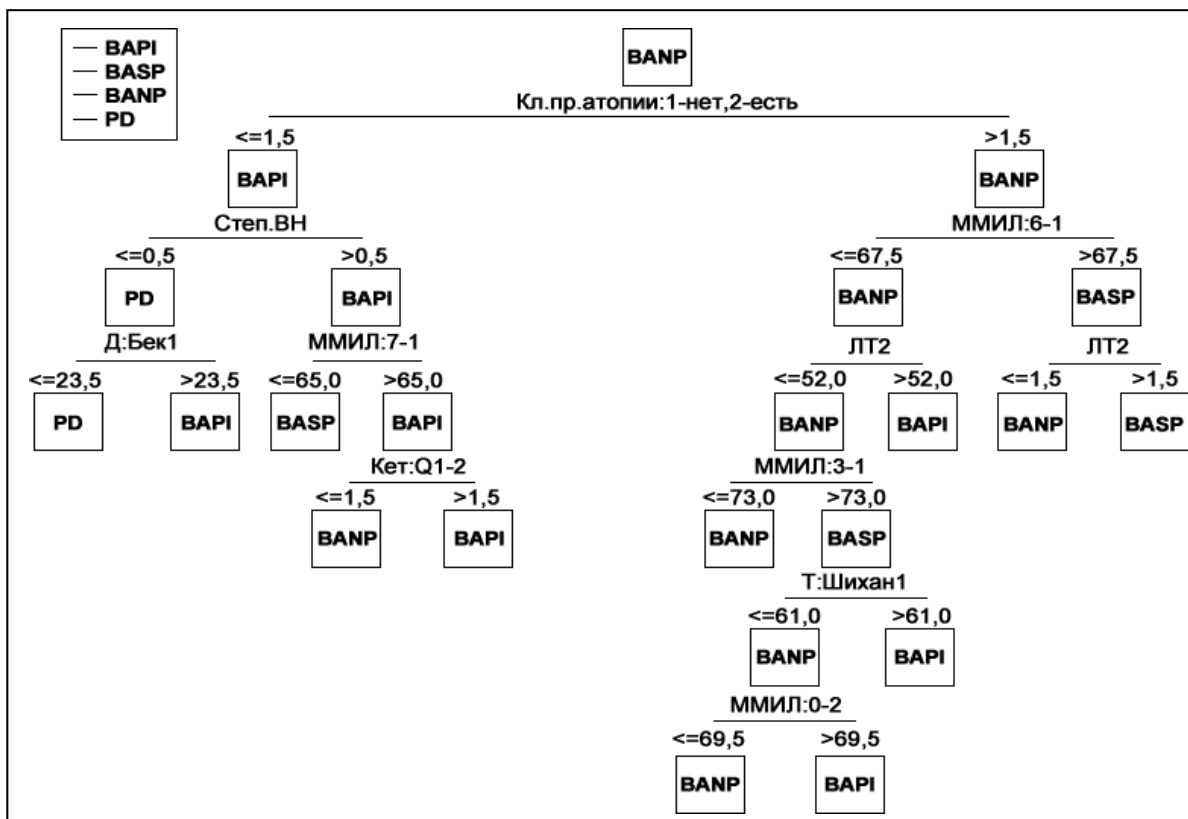 BAPI
BASP
BANP
PD
BANP
Кл.пр.атопии:1-нет,2-есть
<=1,5 >1,5
BAPI BANP
Степ.ВН ММИЛ:6-1
<=0,5 >0,5 <=67,5 >67,5
PD BAPI BANP BASP
Д:Бек1 ММИЛ:7-1 ЛТ2 ЛТ2
<=23,5 >23,5 <=65,0 >65,0 <=52,0 >52,0 <=1,5 >1,5
PD BAPI BASP BAPI BANP BAPI BANP BASP
Кет:Q1-2 ММИЛ:3-1
<=1,5 >1,5 <=73,0 >73,0
BANP BAPI BANP BASP
Т:Шихан1
<=61,0 >61,0
BANP BAPI
ММИЛ:0-2
<=69,5 >69,5
BANP BAPI